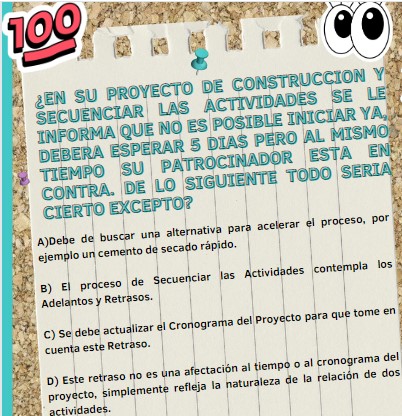 100
¿EN SU PROYECTO DE CONSTRUCCION Y
SECUENCIAR LAS ACTIVIDADES SE LE
INFORMA QUE NO ES POSIBLE INICIAR YA,
DEBERA ESPERAR 5 DIAS PERO AL MISMO
TIEMPO SU PATROCINADOR ESTA EN
CONTRA. DE LO SIGUIENTE TODO SERIA
CIERTO EXCEPTO?
A)Debe de buscar una alternativa para acelerar el proceso, por
ejemplo un cemento de secado rápido.
B) El proceso de Secuenciar las Actividades contempla los
Adelantos y Retrasos.
C) Se debe actualizar el Cronograma del Proyecto para que tome en
cuenta este Retraso.
D) Este retraso no es una afectación al tiempo o al cronograma del
proyecto, simplemente refleja la naturaleza de la relación de dos
actividades.